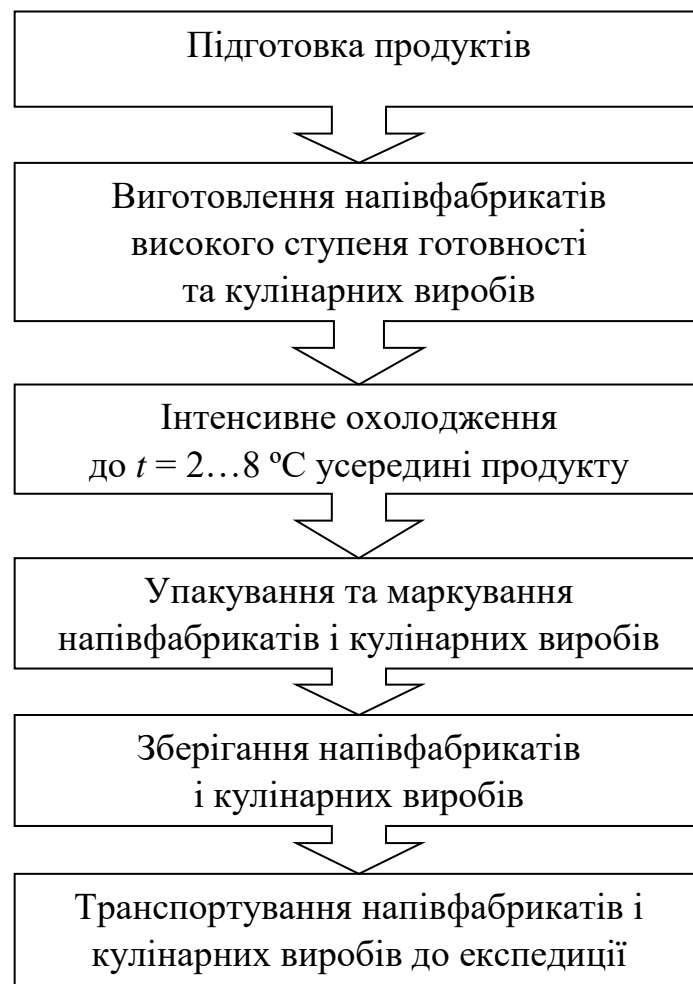 Підготовка продуктів
Виготовлення напівфабрикатів
високого ступеня готовності
та кулінарних виробів
Інтенсивне охолодження
до t = 2…8 ºС усередині продукту
Упакування та маркування
напівфабрикатів і кулінарних виробів
Зберігання напівфабрикатів
і кулінарних виробів
Транспортування напівфабрикатів і
кулінарних виробів до експедиції